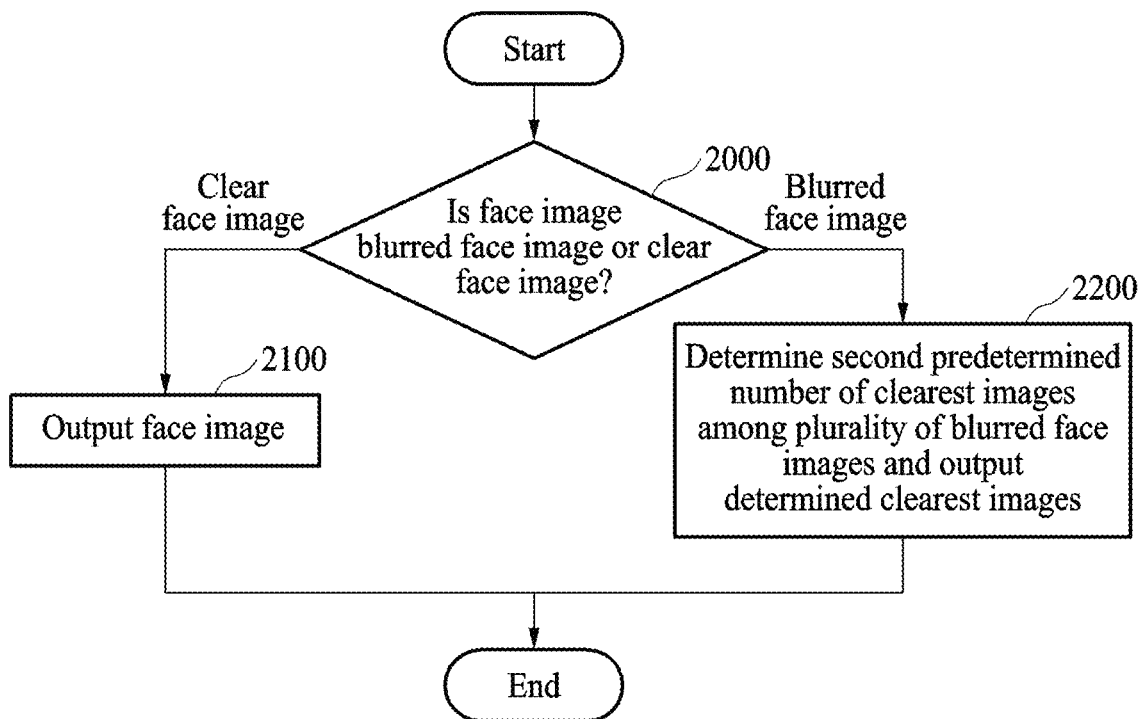 Start
2000
Clear
face image
Is face image
blurred face image or clear
face image?
Blurred
face image
2100
Output face image
2200
Determine second predetermined
number of clearest images
among plurality of blurred face
images and output
determined clearest images
End